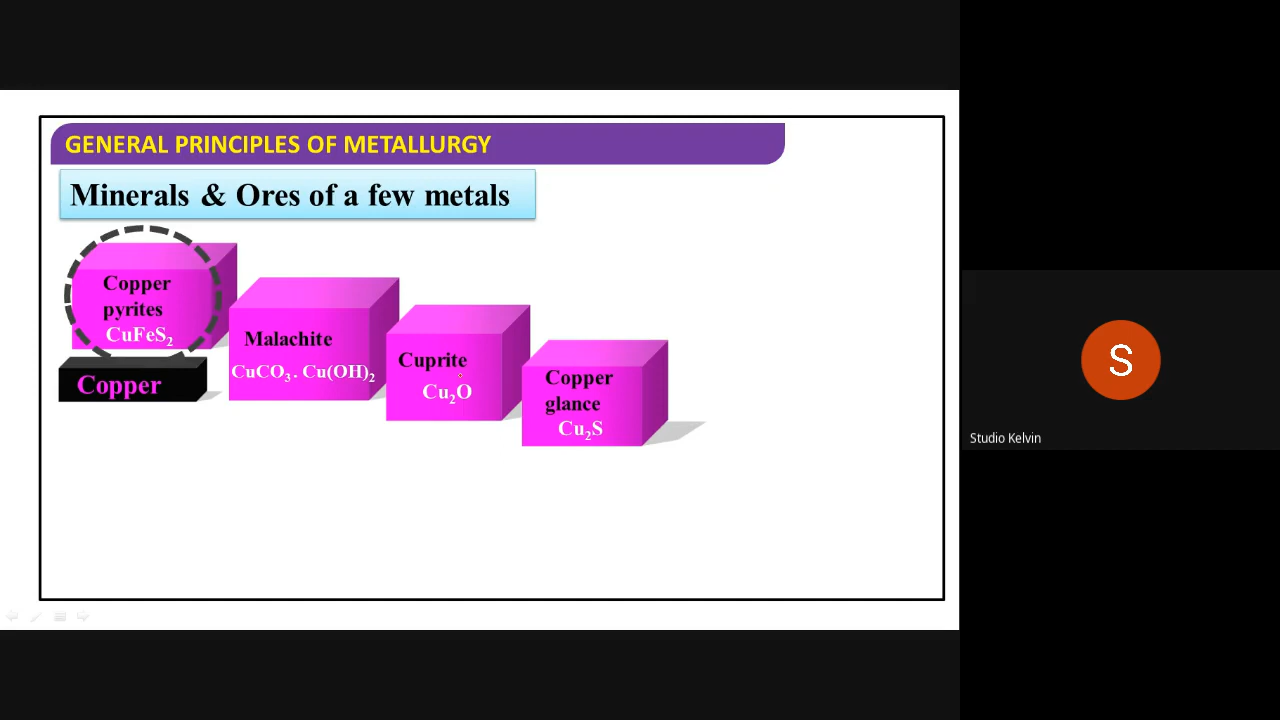 GENERAL PRINCIPLES OF METALLURGY
Minerals & Ores of a few metals
Copper
pyrites
CuFeS₂
Copper
Malachite
CuCO₃. Cu(OH)₂
Cuprite
Cu₂O
Copper
glance
Cu₂S
S
Studio Kelvin